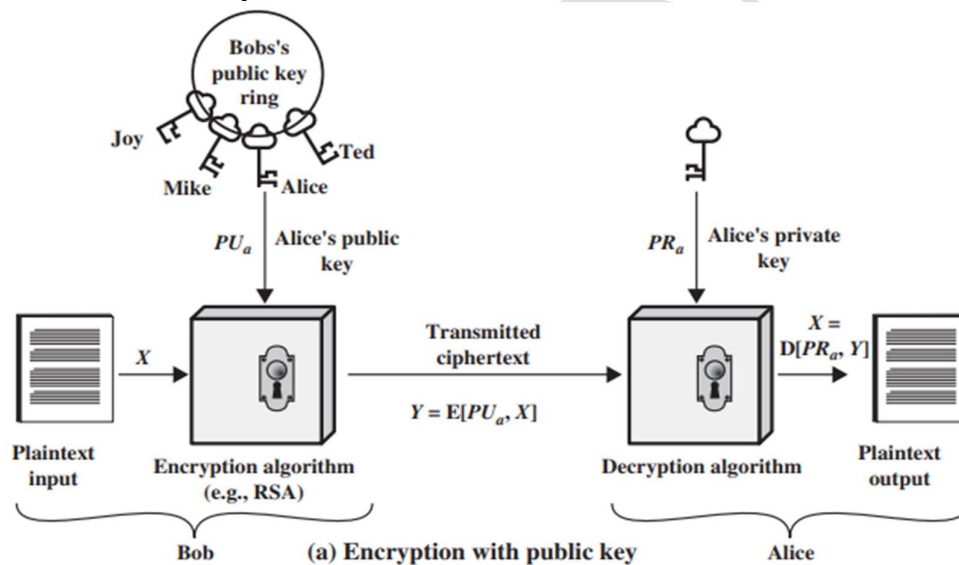 Bobs's
public key
ring
Joy
Ted
Mike
Alice
PUa
Alice's public
key
PRa
Alice's private
key
X
Transmitted
ciphertext
X =
D[PRa, Y]
Y = E[PUa, X]
Plaintext
input
Encryption algorithm
(e.g., RSA)
Decryption algorithm
Plaintext
output
Bob
(a) Encryption with public key
Alice